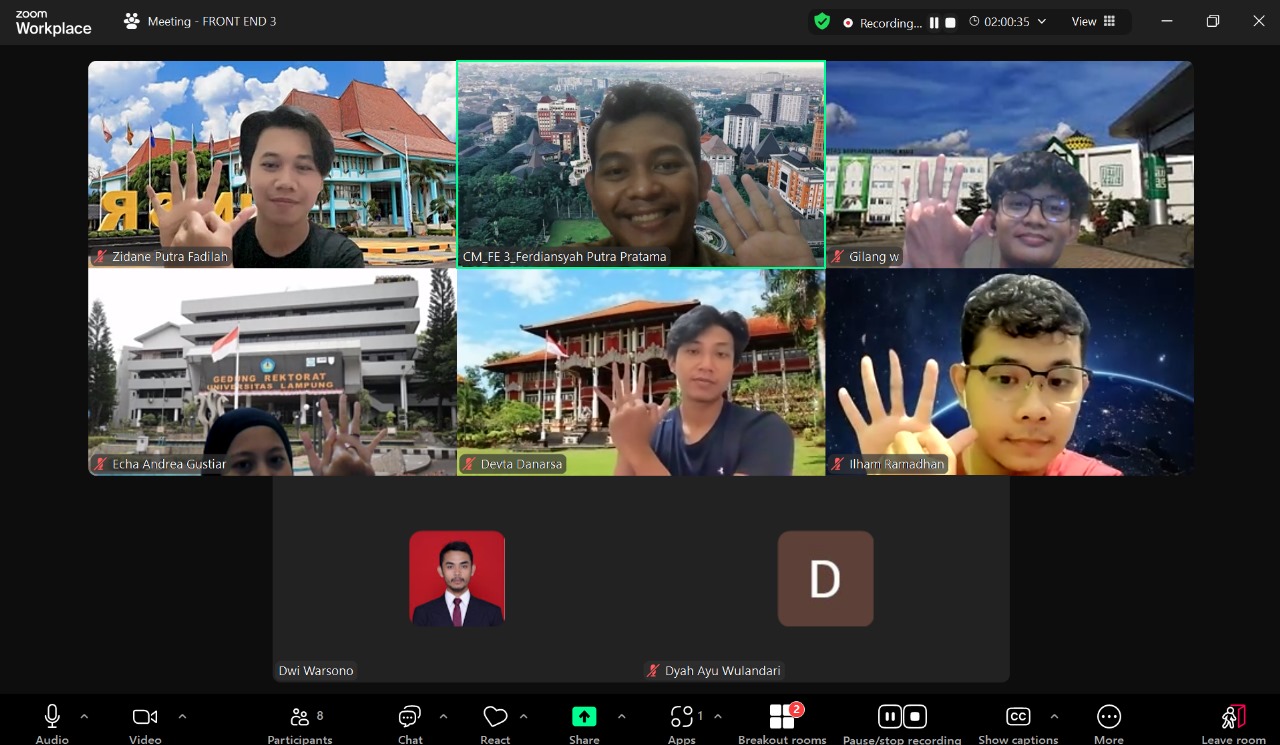 zoom
Workplace
Meeting - FRONT END 3
Recording...
02:00:35
View
Zidane Putra Fadilah
CM_FE 3_Ferdiansyah Putra Pratama
Gilang w
GEDUNG REKTORAT
UNIVERSITAS LAMPUNG
Echa Andrea Gustiar
Devta Danarsa
Ilham Ramadhan
D
Dwi Warsono
Dyah Ayu Wulandari
8
1
2
Audio
Video
Participants
Chat
React
Share
Apps
Breakout rooms
Pause/stop recording
CC
Show captions
More
Leave room